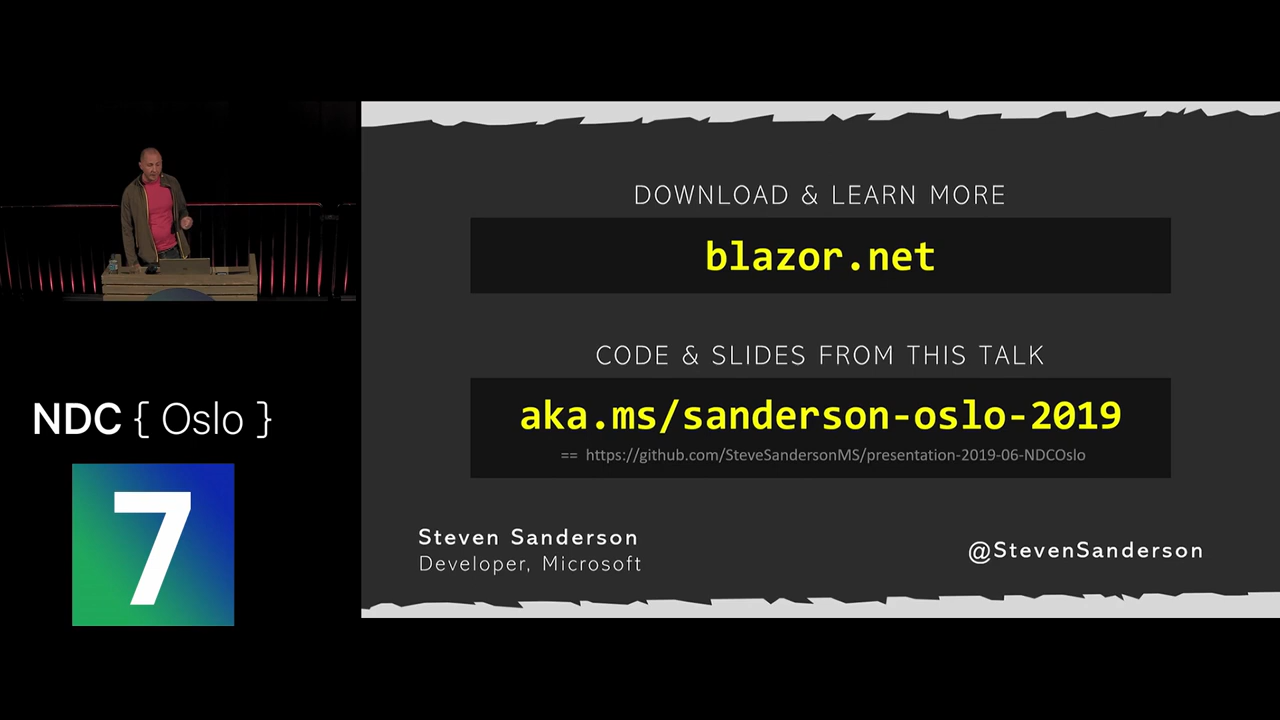 DOWNLOAD & LEARN MORE
blazor.net
CODE & SLIDES FROM THIS TALK
aka.ms/sanderson-oslo-2019
== https://github.com/SteveSandersonMS/presentation-2019-06-NDCOslo
Steven Sanderson
Developer, Microsoft
@StevenSanderson
NDC { Oslo }
7